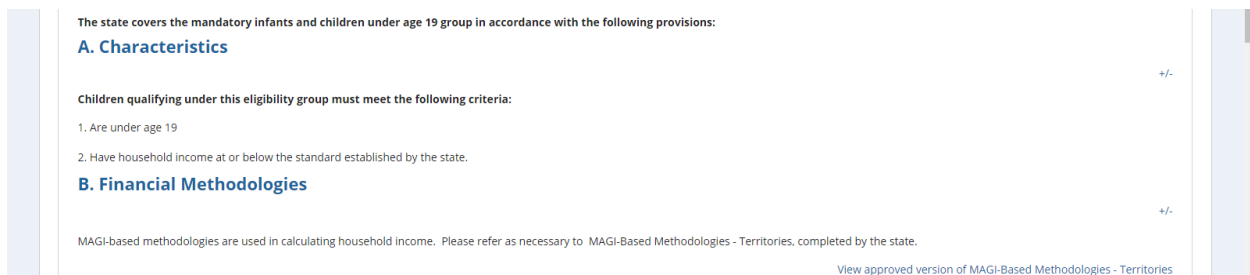 The state covers the mandatory infants and children under age 19 group in accordance with the following provisions:
A. Characteristics
+/-
Children qualifying under this eligibility group must meet the following criteria:
1. Are under age 19
2. Have household income at or below the standard established by the state.
B. Financial Methodologies
+/-
MAGI-based methodologies are used in calculating household income.  Please refer as necessary to  MAGI-Based Methodologies - Territories, completed by the state.
View approved version of MAGI-Based Methodologies - Territories